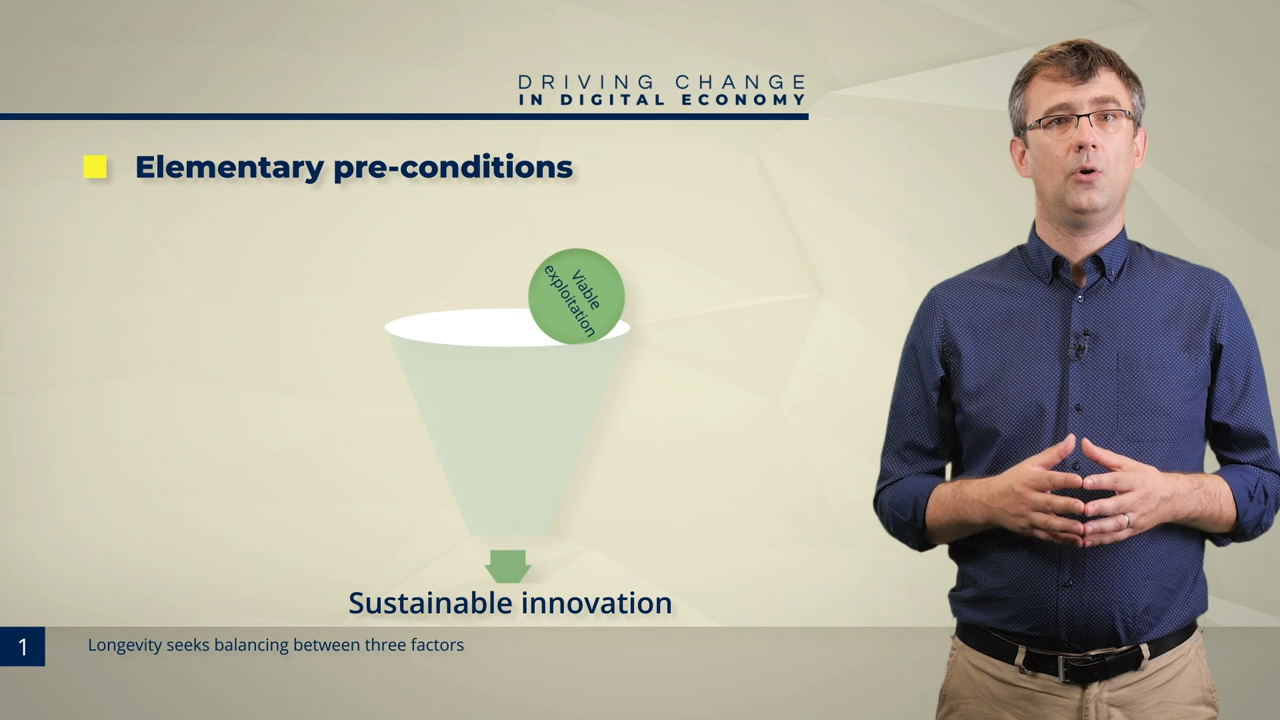 DRIVING CHANGE
IN DIGITAL ECONOMY
Elementary pre-conditions
Viable
exploitation
Sustainable innovation
1
Longevity seeks balancing between three factors